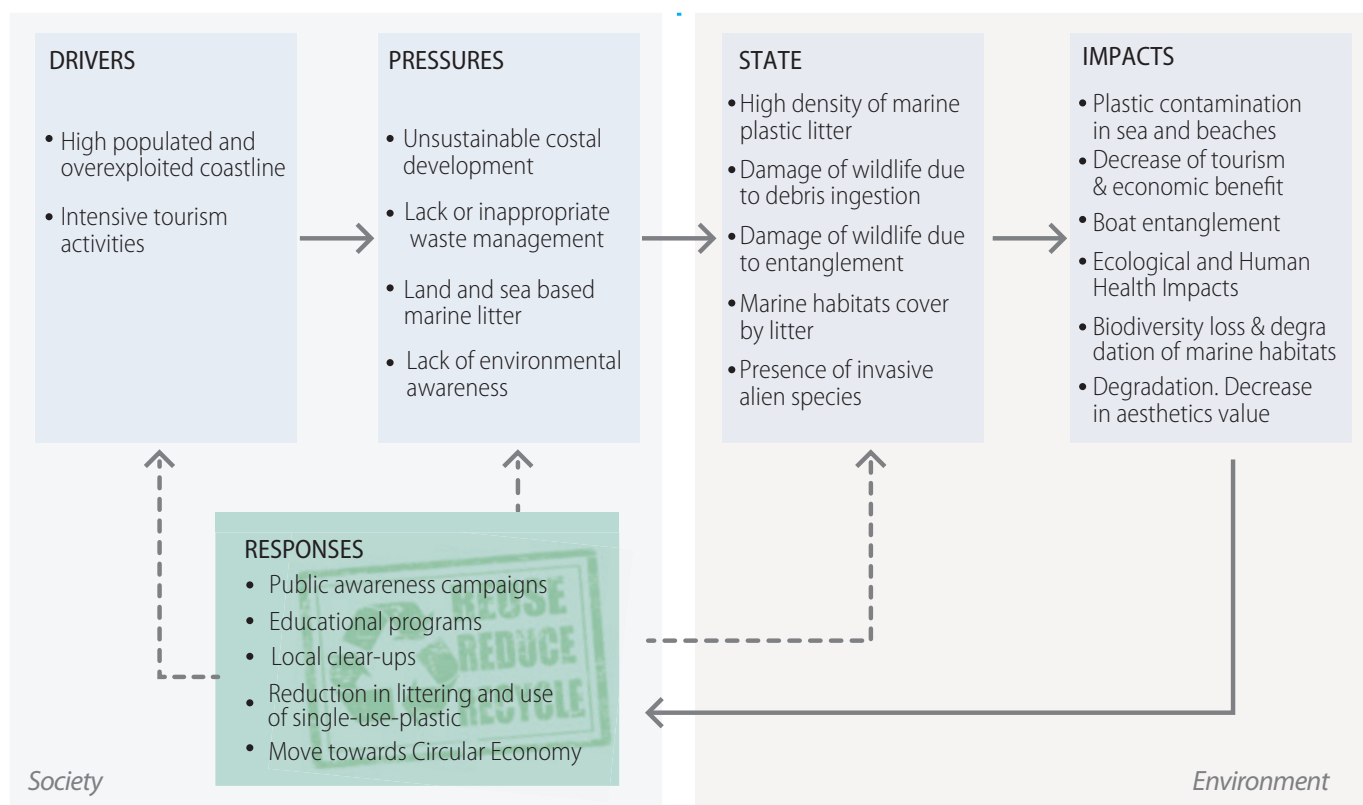 DRIVERS
• High populated and
overexploited coastline
• Intensive tourism
activities
PRESSURES
• Unsustainable costal
development
• Lack or inappropriate
waste management
• Land and sea based
marine litter
• Lack of environmental
awareness
STATE
• High density of marine
plastic litter
• Damage of wildlife due
to debris ingestion
• Damage of wildlife due
to entanglement
• Marine habitats cover
by litter
• Presence of invasive
alien species
IMPACTS
• Plastic contamination
in sea and beaches
• Decrease of tourism
& economic benefit
• Boat entanglement
• Ecological and Human
Health Impacts
• Biodiversity loss & degra
dation of marine habitats
• Degradation. Decrease
in aesthetics value
RESPONSES
• Public awareness campaigns
• Educational programs
• Local clear-ups
• Reduction in littering and use
of single-use-plastic
• Move towards Circular Economy
REUSE
REDUCE
RECYCLE
Society
Environment